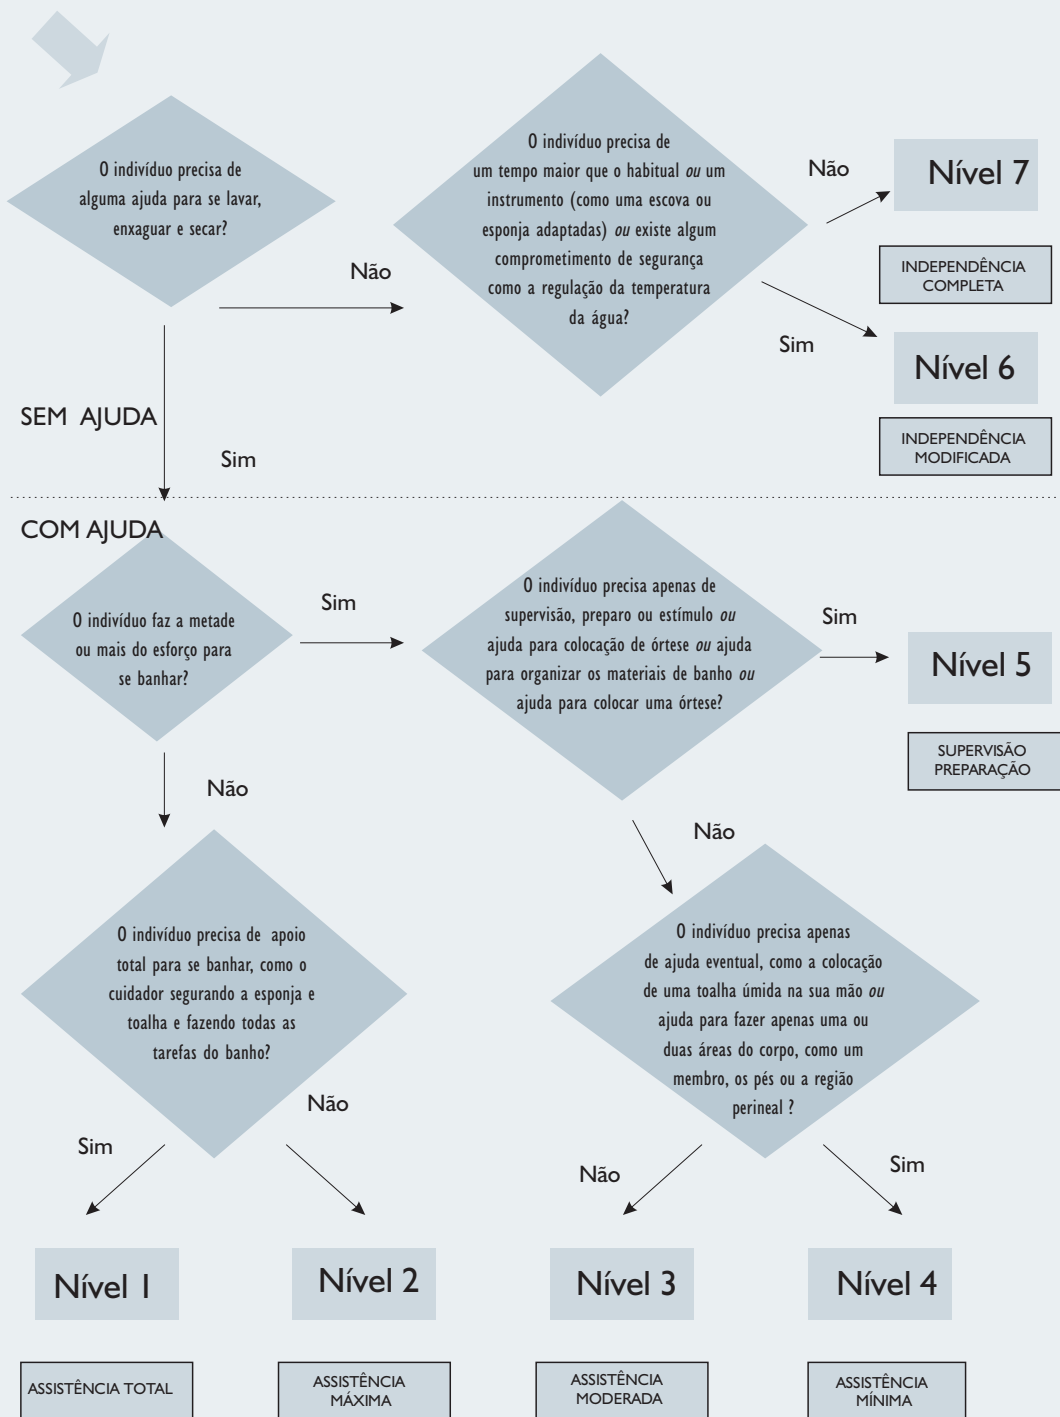 O indivíduo precisa de
alguma ajuda para se lavar,
enxaguar e secar?
Não
O indivíduo precisa de
um tempo maior que o habitual ou um
instrumento (como uma escova ou
esponja adaptadas) ou existe algum
comprometimento de segurança
como a regulação da temperatura
da água?
Não
Nível 7
INDEPENDÊNCIA
COMPLETA
Sim
Nível 6
INDEPENDÊNCIA
MODIFICADA
SEM AJUDA
Sim
COM AJUDA
O indivíduo faz a metade
ou mais do esforço para
se banhar?
Sim
O indivíduo precisa apenas de
supervisão, preparo ou estímulo ou
ajuda para colocação de órtese ou ajuda
para organizar os materiais de banho ou
ajuda para colocar uma órtese?
Sim
Nível 5
SUPERVISÃO
PREPARAÇÃO
Não
Não
O indivíduo precisa de apoio
total para se banhar, como o
cuidador segurando a esponja e
toalha e fazendo todas as
tarefas do banho?
O indivíduo precisa apenas
de ajuda eventual, como a colocação
de uma toalha úmida na sua mão ou
ajuda para fazer apenas uma ou
duas áreas do corpo, como um
membro, os pés ou a região
perineal ?
Sim
Não
Não
Sim
Nível 1
Nível 2
Nível 3
Nível 4
ASSISTÊNCIA TOTAL
ASSISTÊNCIA
MÁXIMA
ASSISTÊNCIA
MODERADA
ASSISTÊNCIA
MÍNIMA